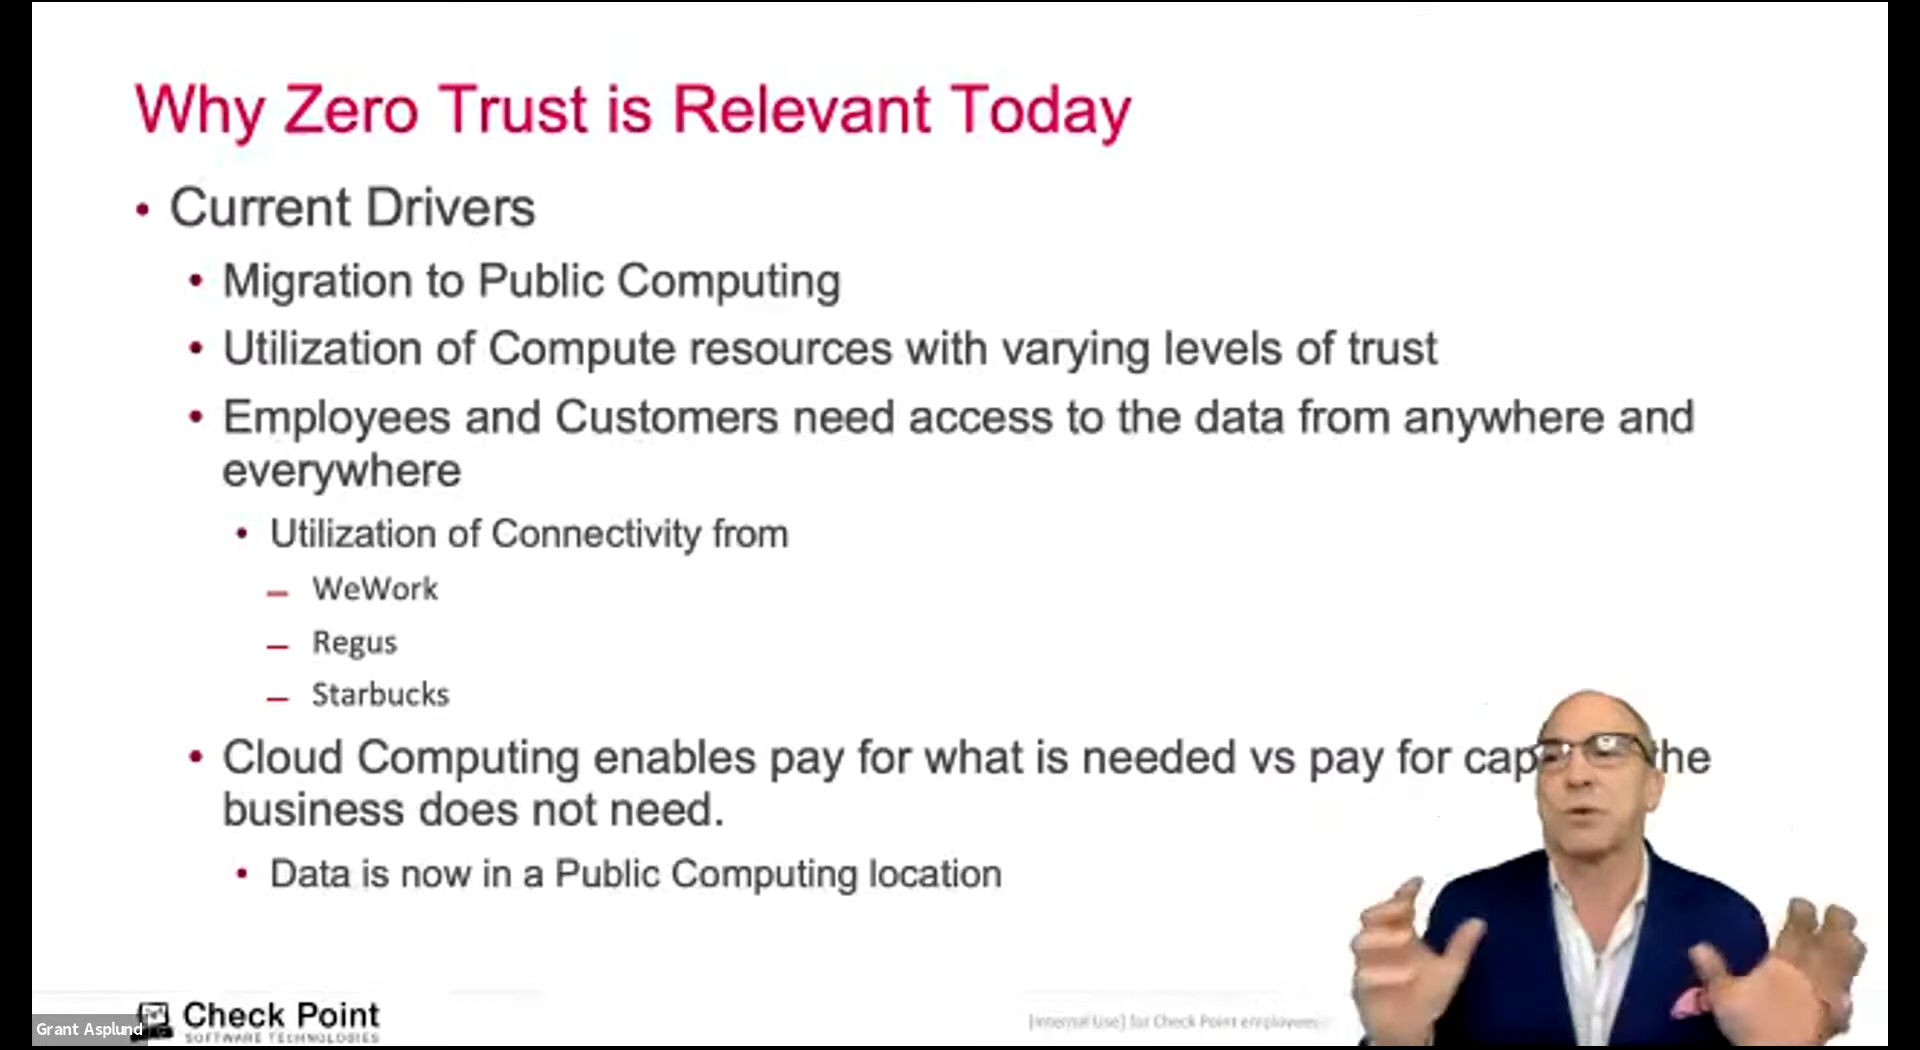 Why Zero Trust is Relevant Today
• Current Drivers
• Migration to Public Computing
• Utilization of Compute resources with varying levels of trust
• Employees and Customers need access to the data from anywhere and
everywhere
• Utilization of Connectivity from
– WeWork
– Regus
– Starbucks
• Cloud Computing enables pay for what is needed vs pay for the
business does not need.
• Data is now in a Public Computing location
Check Point
SOFTWARE TECHNOLOGIES
Grant Asplund
[Internal Use] for Check Point employees